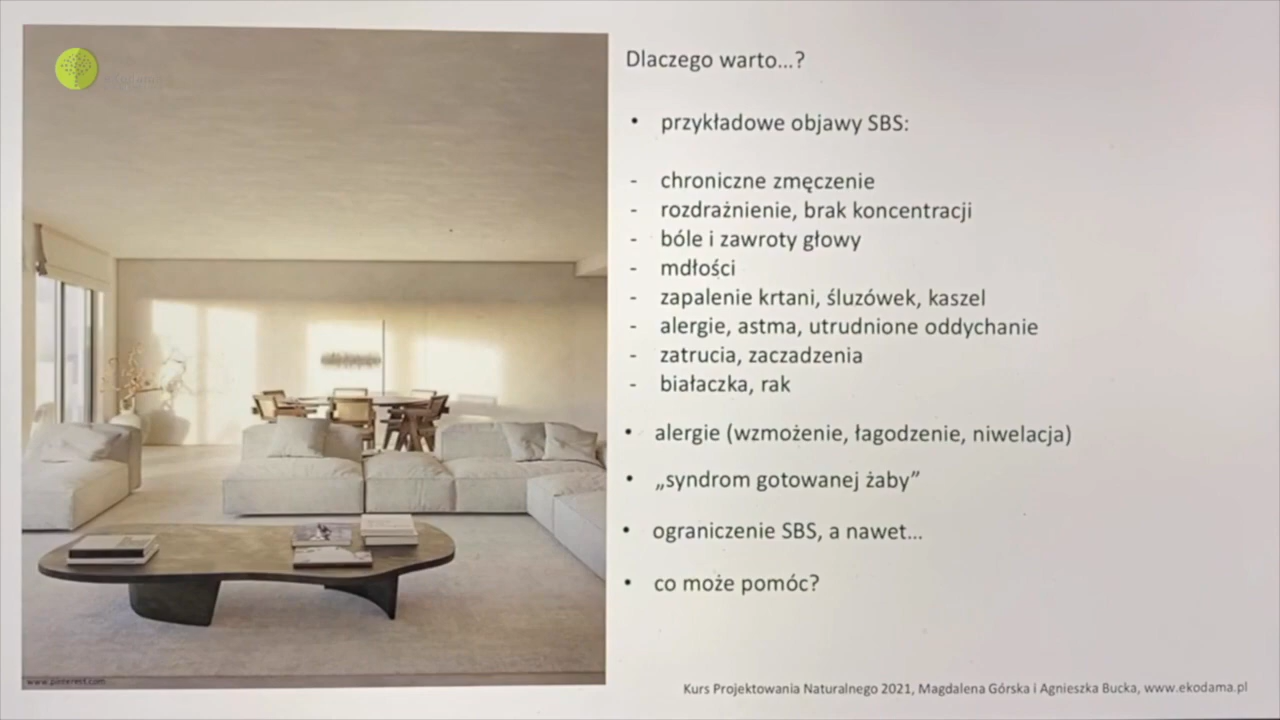 Dlaczego warto...?
• przykładowe objawy SBS:
- chroniczne zmęczenie
- rozdrażnienie, brak koncentracji
- bóle i zawroty głowy
- mdłości
- zapalenie krtani, śluzówek, kaszel
- alergie, astma, utrudnione oddychanie
- zatrucia, zaczadzenia
- białaczka, rak
• alergie (wzmożenie, łagodzenie, niwelacja)
• „syndrom gotowanej żaby”
• ograniczenie SBS, a nawet...
• co może pomóc?
www.pinterest.com
Kurs Projektowania Naturalnego 2021, Magdalena Górska i Agnieszka Bucka, www.ekodama.pl